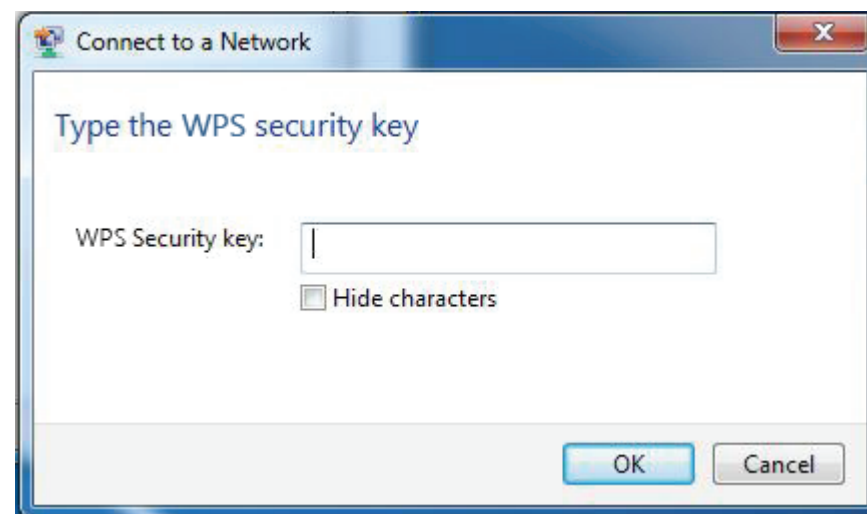 Connect to a Network
Type the WPS security key
WPS Security key:
Hide characters
OK Cancel